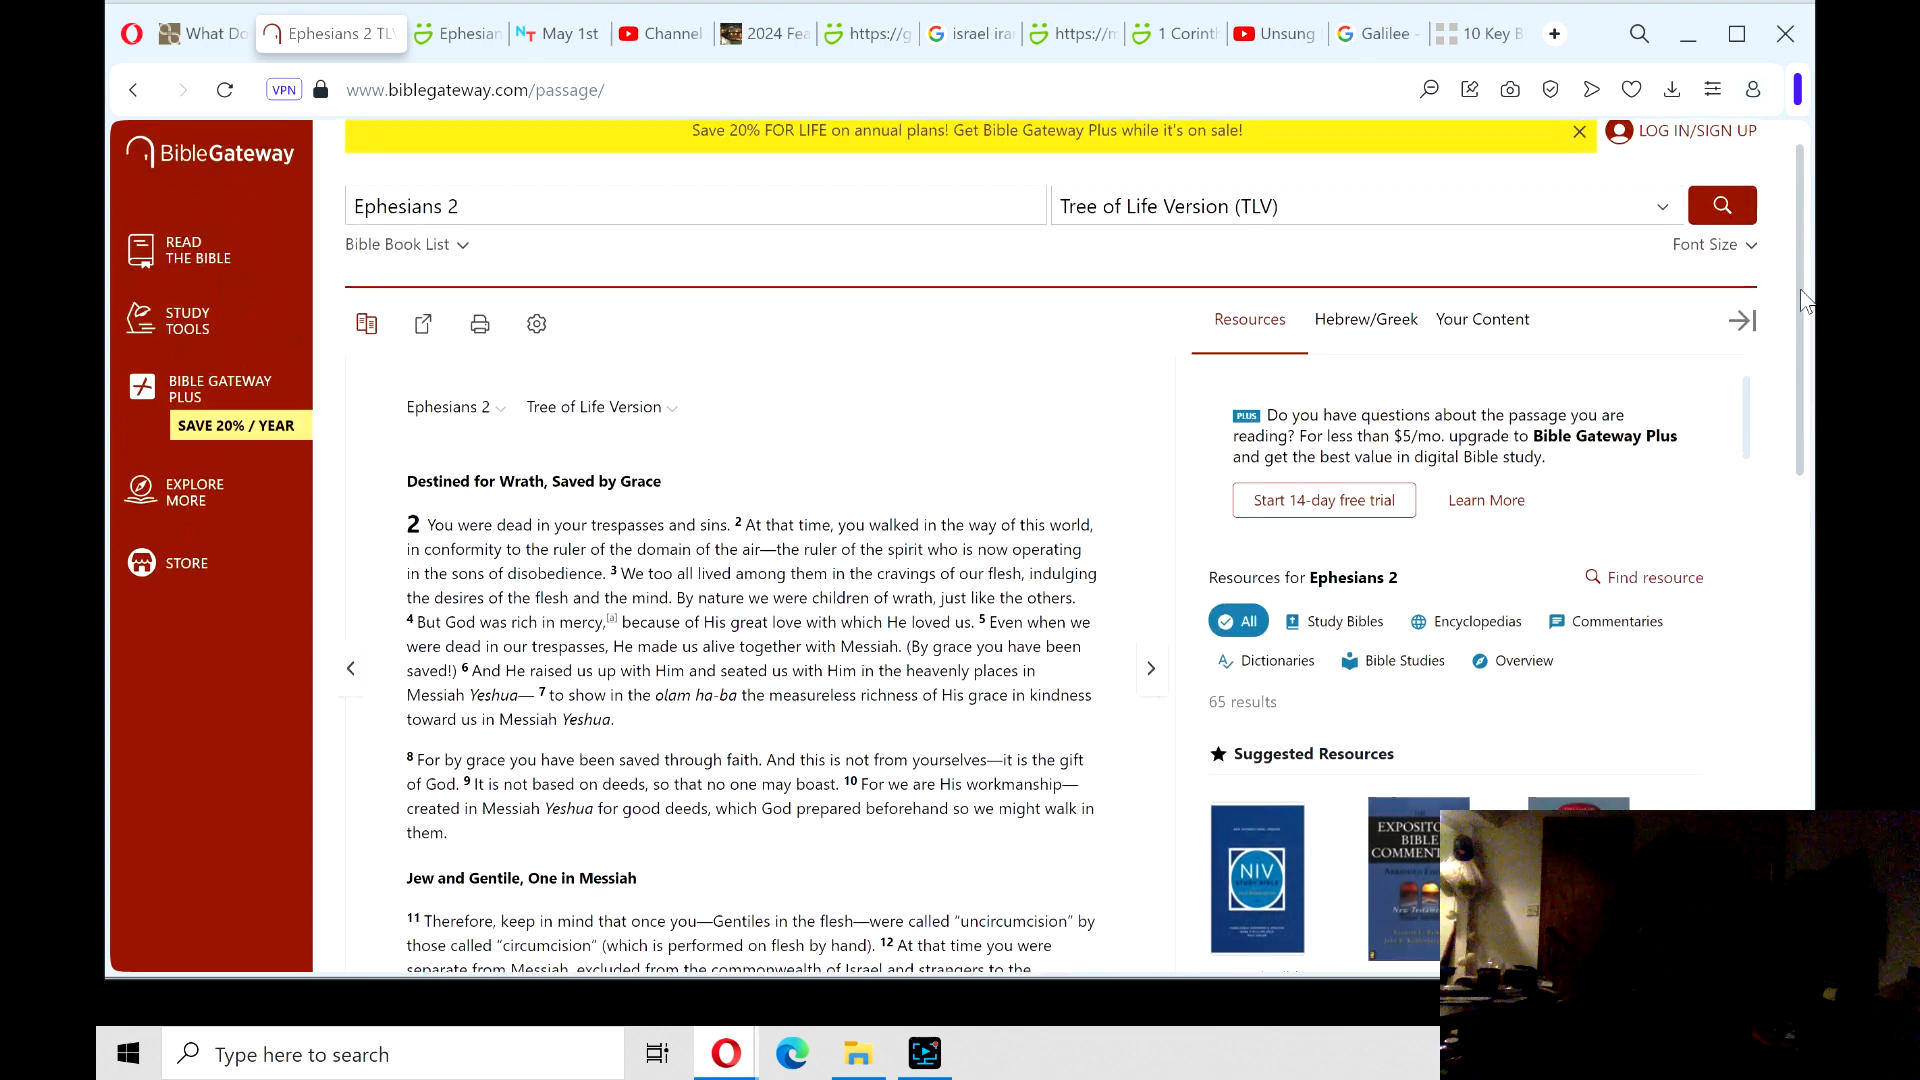 What Do
Ephesians 2 TLV
Ephesian
NT May 1st
Channel
2024 Fea
https://g
israel ira
https://m
1 Corint
Unsung
Galilee -
10 Key B
VPN
www.biblegateway.com/passage/
Save 20% FOR LIFE on annual plans! Get Bible Gateway Plus while it's on sale!
LOG IN/SIGN UP
BibleGateway
READ
THE BIBLE
STUDY
TOOLS
BIBLE GATEWAY
PLUS
SAVE 20% / YEAR
EXPLORE
MORE
STORE
Ephesians 2
Tree of Life Version (TLV)
Bible Book List
Font Size
Resources
Hebrew/Greek
Your Content
Ephesians 2
Tree of Life Version
Destined for Wrath, Saved by Grace
2 You were dead in your trespasses and sins. 2 At that time, you walked in the way of this world,
in conformity to the ruler of the domain of the air—the ruler of the spirit who is now operating
in the sons of disobedience. 3 We too all lived among them in the cravings of our flesh, indulging
the desires of the flesh and the mind. By nature we were children of wrath, just like the others.
4 But God was rich in mercy,[a] because of His great love with which He loved us. 5 Even when we
were dead in our trespasses, He made us alive together with Messiah. (By grace you have been
saved!) 6 And He raised us up with Him and seated us with Him in the heavenly places in
Messiah Yeshua— 7 to show in the olam ha-ba the measureless richness of His grace in kindness
toward us in Messiah Yeshua.
8 For by grace you have been saved through faith. And this is not from yourselves—it is the gift
of God. 9 It is not based on deeds, so that no one may boast. 10 For we are His workmanship—
created in Messiah Yeshua for good deeds, which God prepared beforehand so we might walk in
them.
Jew and Gentile, One in Messiah
11 Therefore, keep in mind that once you—Gentiles in the flesh—were called “uncircumcision” by
those called “circumcision” (which is performed on flesh by hand). 12 At that time you were
separate from Messiah, excluded from the commonwealth of Israel and strangers to the
PLUS Do you have questions about the passage you are
reading? For less than $5/mo. upgrade to Bible Gateway Plus
and get the best value in digital Bible study.
Start 14-day free trial
Learn More
Resources for Ephesians 2
Find resource
All
Study Bibles
Encyclopedias
Commentaries
Dictionaries
Bible Studies
Overview
65 results
Suggested Resources
NIV
EXPOSITO
BIBLE
COMMENT
Type here to search